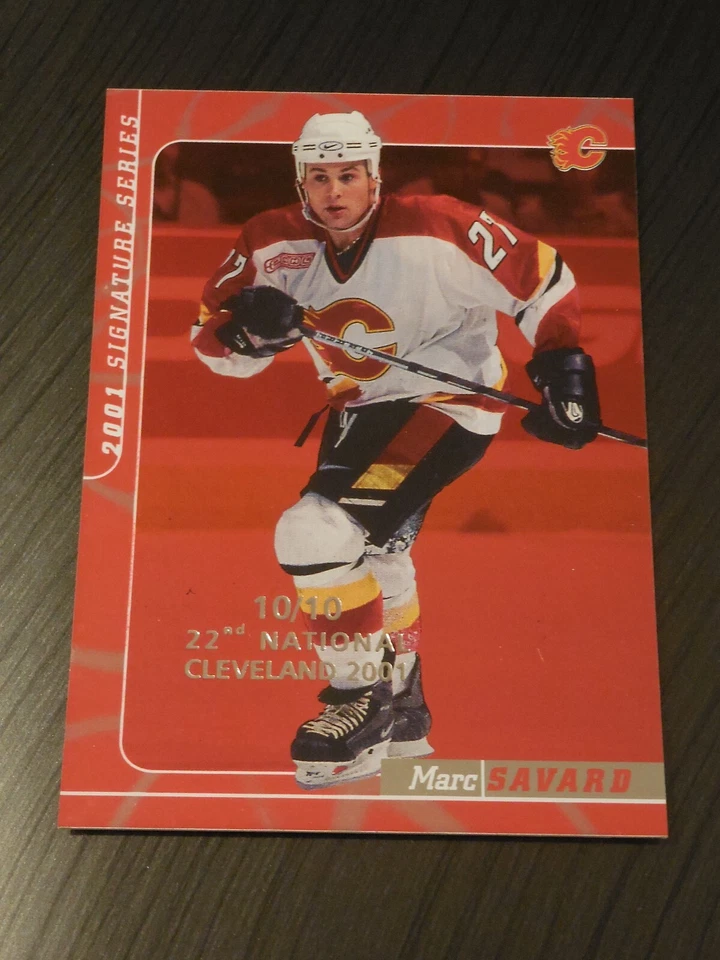 2001 SIGNATURE SERIES
27
27
C
C
10/10
22nd NATIONAL
CLEVELAND 2001
Marc SAVARD